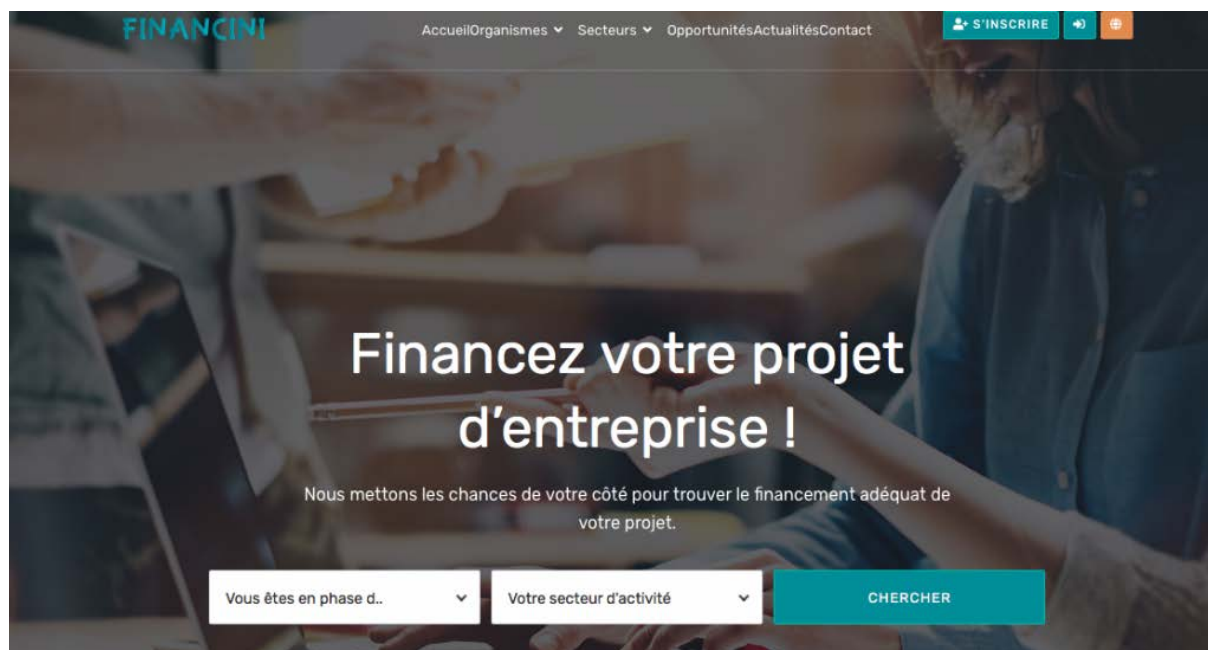 FINANCINI
AccueilOrganismes Secteurs OpportunitésActualitésContact
S'INSCRIRE
Financez votre projet
d'entreprise !
Nous mettons les chances de votre côté pour trouver le financement adéquat de
votre projet.
Vous êtes en phase d..
Votre secteur d'activité
CHERCHER